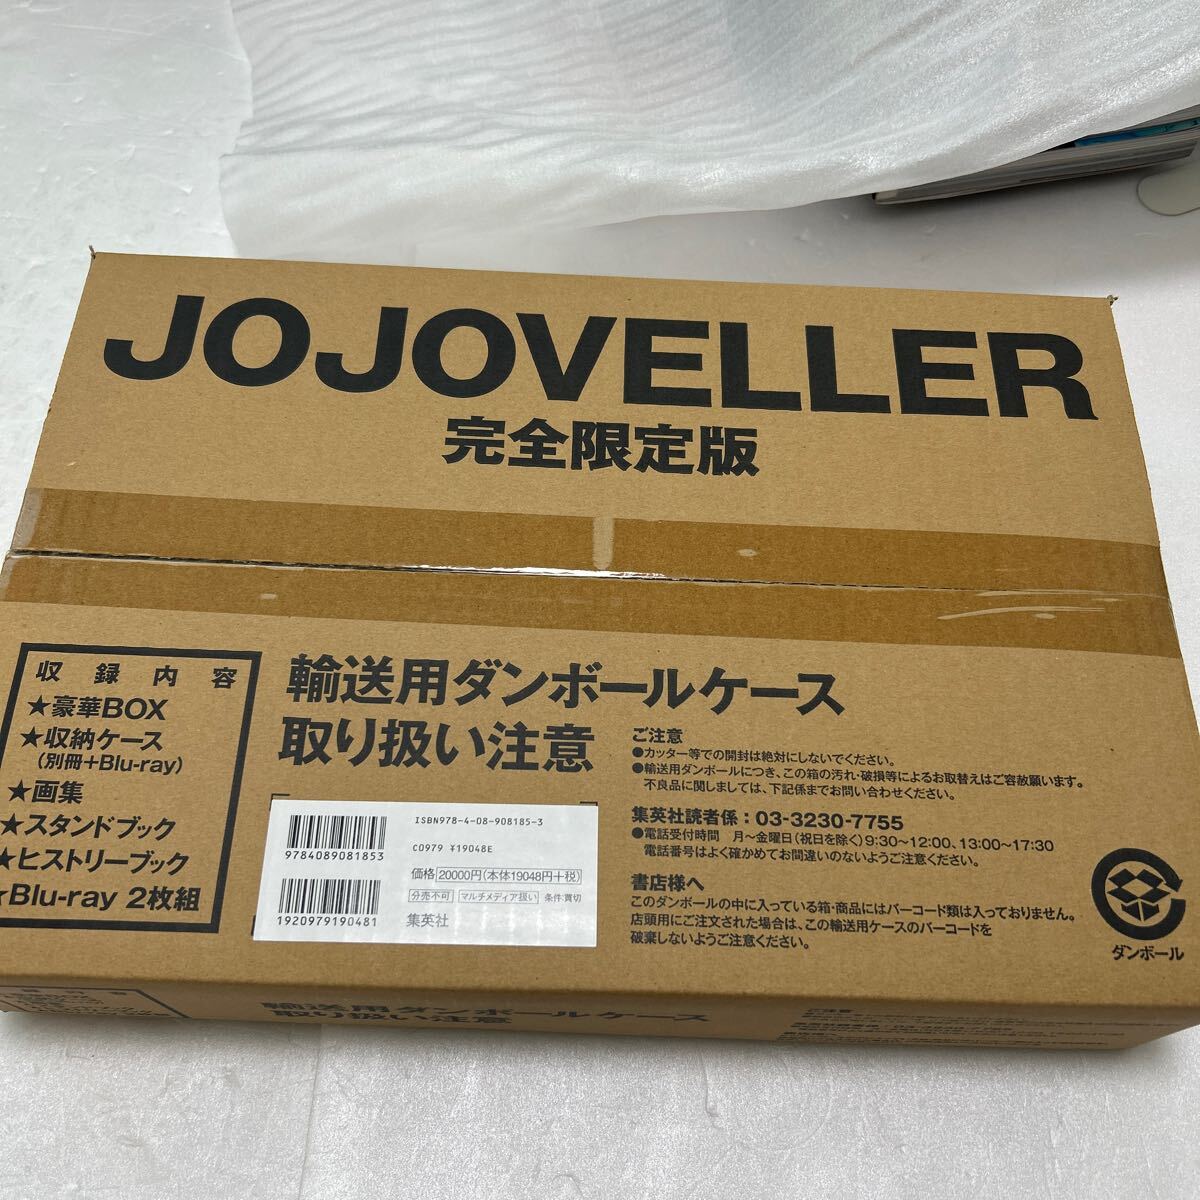 JOJOVELLER
完全限定版
収録内容
★豪華BOX
★収納ケース
(別冊+Blu-ray)
★画集
★スタンドブック
★ヒストリーブック
★Blu-ray 2枚組
輸送用ダンボールケース
取り扱い注意
ISBN978-4-08-908185-3
9784089081853
C0979 ¥19048E
価格 20000円(本体19048円+税)
分売不可 マルチメディア扱い 条件:買切
1920979190481
集英社
ご注意
●カッター等での開封は絶対にしないでください。
●輸送用ダンボールにつき、この箱の汚れ・破損等によるお取替えはご容赦願います。
不良品に関しましては、下記係までお問い合わせください。
集英社読者係：03-3230-7755
●電話受付時間 月〜金曜日(祝日を除く)9:30〜12:00、13:00〜17:30
電話番号はよく確かめてお間違いのないようご注意ください。
書店様へ
このダンボールの中に入っている箱・商品にはバーコード類は入っておりません。
店頭用にご注文された場合は、この輸送用ケースのバーコードを
破棄しないようご注意ください。
ダンボール
輸送用ダンボールケース
取り扱い注意
ご注意